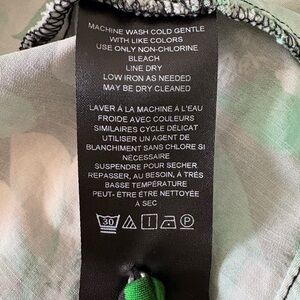 MACHINE WASH COLD GENTLE
WITH LIKE COLORS
USE ONLY NON-CHLORINE
BLEACH
LINE DRY
LOW IRON AS NEEDED
MAY BE DRY CLEANED
LAVER Á LA MACHINE Á L'EAU
FROIDE AVEC COULEURS
SIMILAIRES CYCLE DÉLICAT
UTILISER UN AGENT DE
BLANCHIMENT SANS CHLORE SI
NÉCESSAIRE
SUSPENDRE POUR SECHER
REPASSER, AU BESOIN, À TRÉS
BASSE TEMPÉRATURE
PEUT- ÊTRE ÊTRE NETTOYÉE
À SEC
30 P